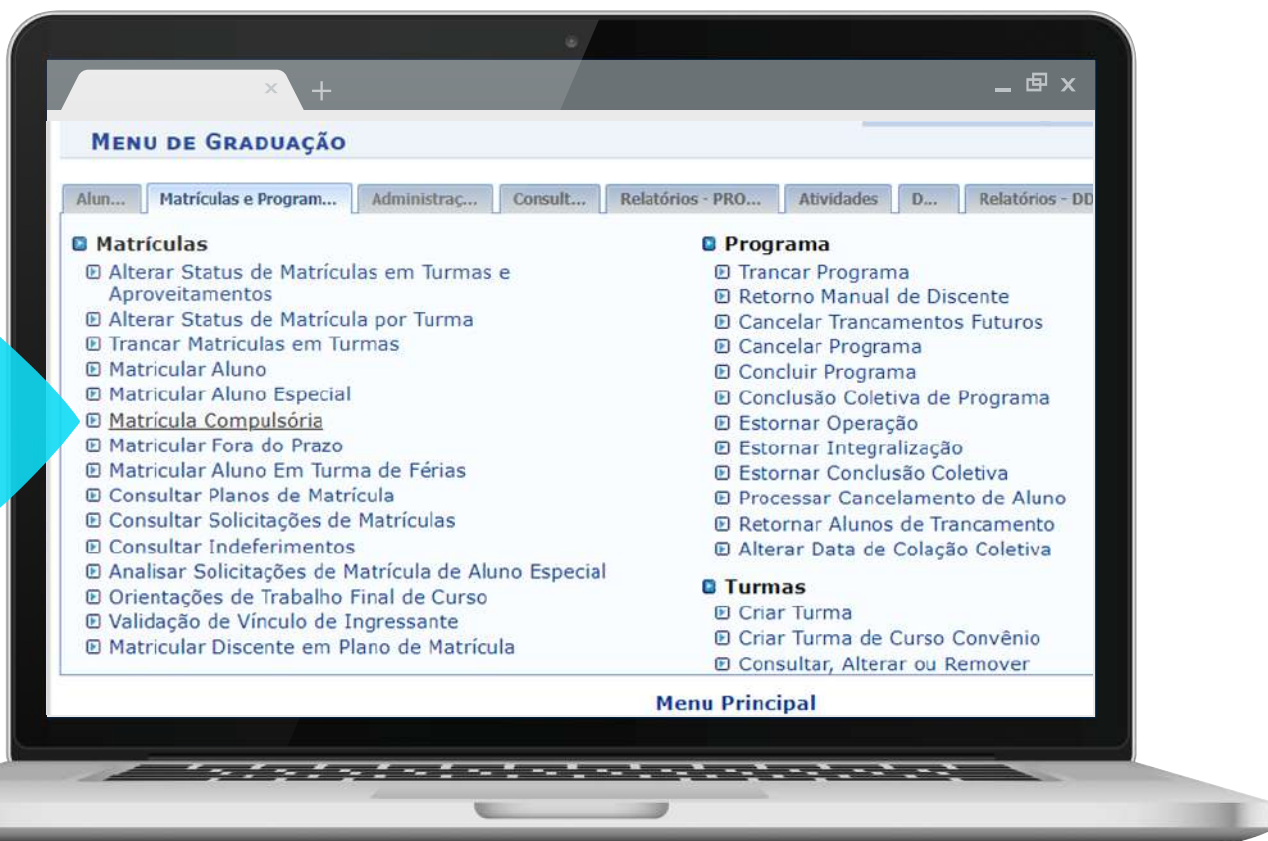 MENU DE GRADUAÇÃO
Alun...
Matrículas e Program...
Administraç...
Consult...
Relatórios - PRO...
Atividades
D...
Relatórios - DD
Matrículas
Alterar Status de Matrículas em Turmas e
Aproveitamentos
Alterar Status de Matrícula por Turma
Trancar Matrículas em Turmas
Matricular Aluno
Matricular Aluno Especial
Matrícula Compulsória
Matricular Fora do Prazo
Matricular Aluno Em Turma de Férias
Consultar Planos de Matrícula
Consultar Solicitações de Matrículas
Consultar Indeferimentos
Analisar Solicitações de Matrícula de Aluno Especial
Orientações de Trabalho Final de Curso
Validação de Vínculo de Ingressante
Matricular Discente em Plano de Matrícula
Programa
Trancar Programa
Retorno Manual de Discente
Cancelar Trancamentos Futuros
Cancelar Programa
Concluir Programa
Conclusão Coletiva de Programa
Estornar Operação
Estornar Integralização
Estornar Conclusão Coletiva
Processar Cancelamento de Aluno
Retornar Alunos de Trancamento
Alterar Data de Colação Coletiva
Turmas
Criar Turma
Criar Turma de Curso Convênio
Consultar, Alterar ou Remover
Menu Principal